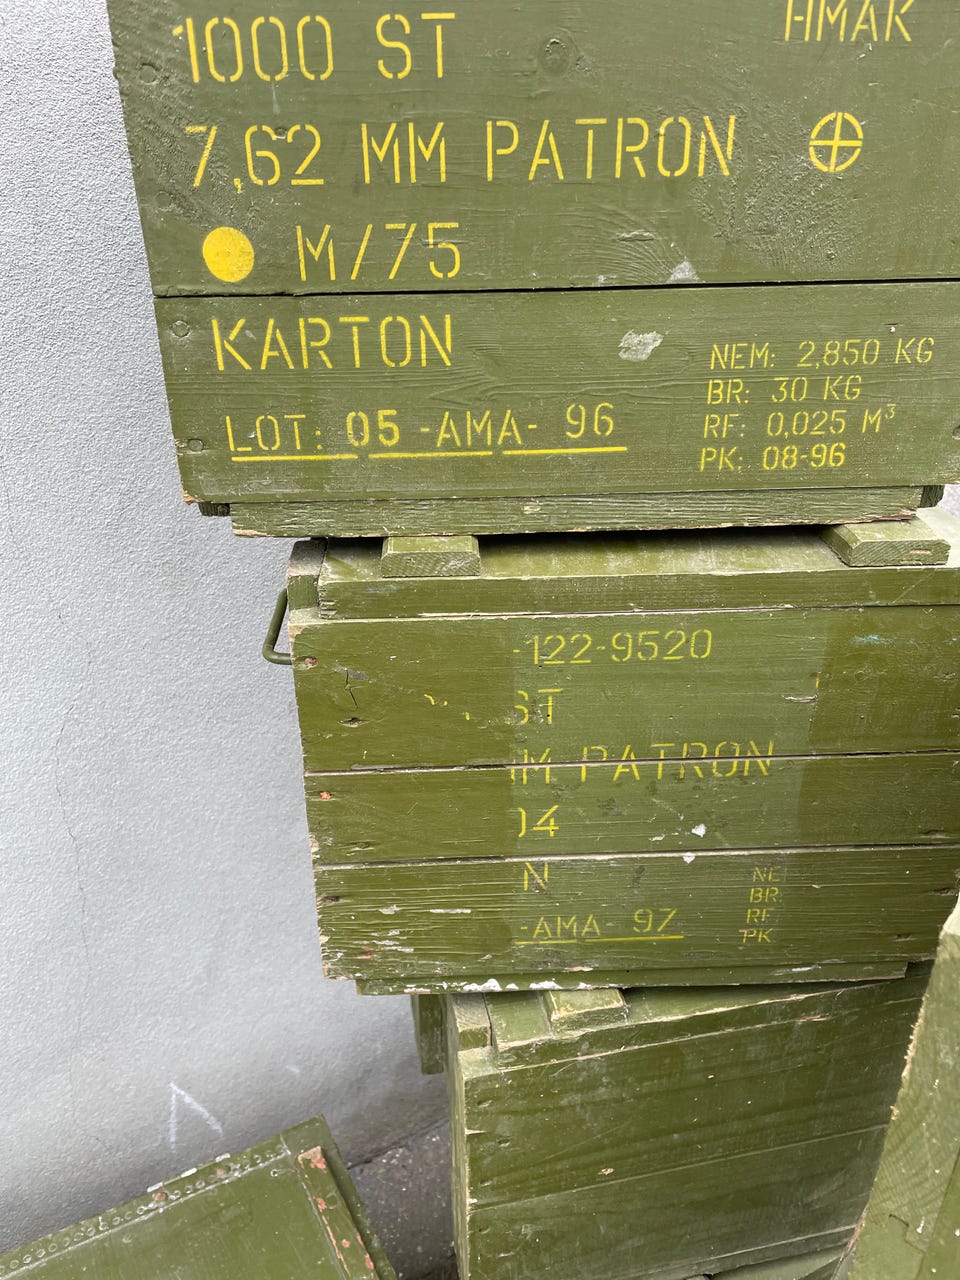 1000 ST
HMAK
7,62 MM PATRON
M/75
KARTON
LOT: 05 -AMA- 96
NEM: 2,850 KG
BR: 30 KG
RF: 0,025 M³
PK: 08-96
-122-9520
ST
M PATRON
04
N
-AMA- 97
NE
BR
RF
PK